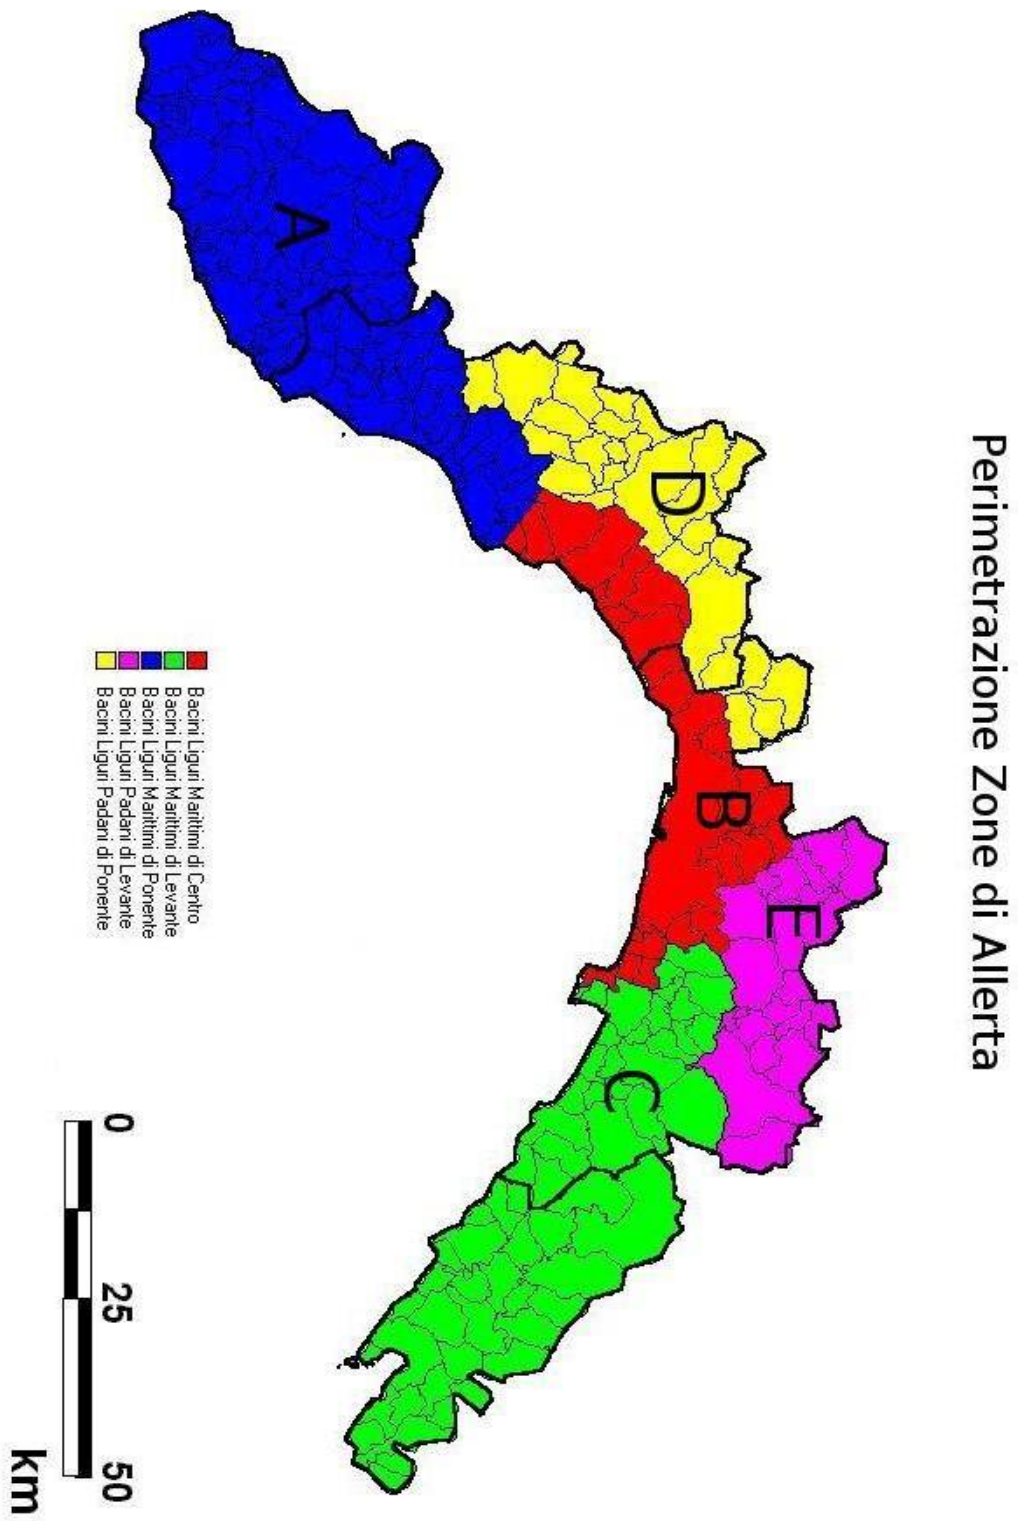 Perimetrazione Zone di Allerta
A
D
B
E
C
Bacini Liguri Marittimi di Centro
Bacini Liguri Marittimi di Levante
Bacini Liguri Marittimi di Ponente
Bacini Liguri Padani di Levante
Bacini Liguri Padani di Ponente
0 25 50
km